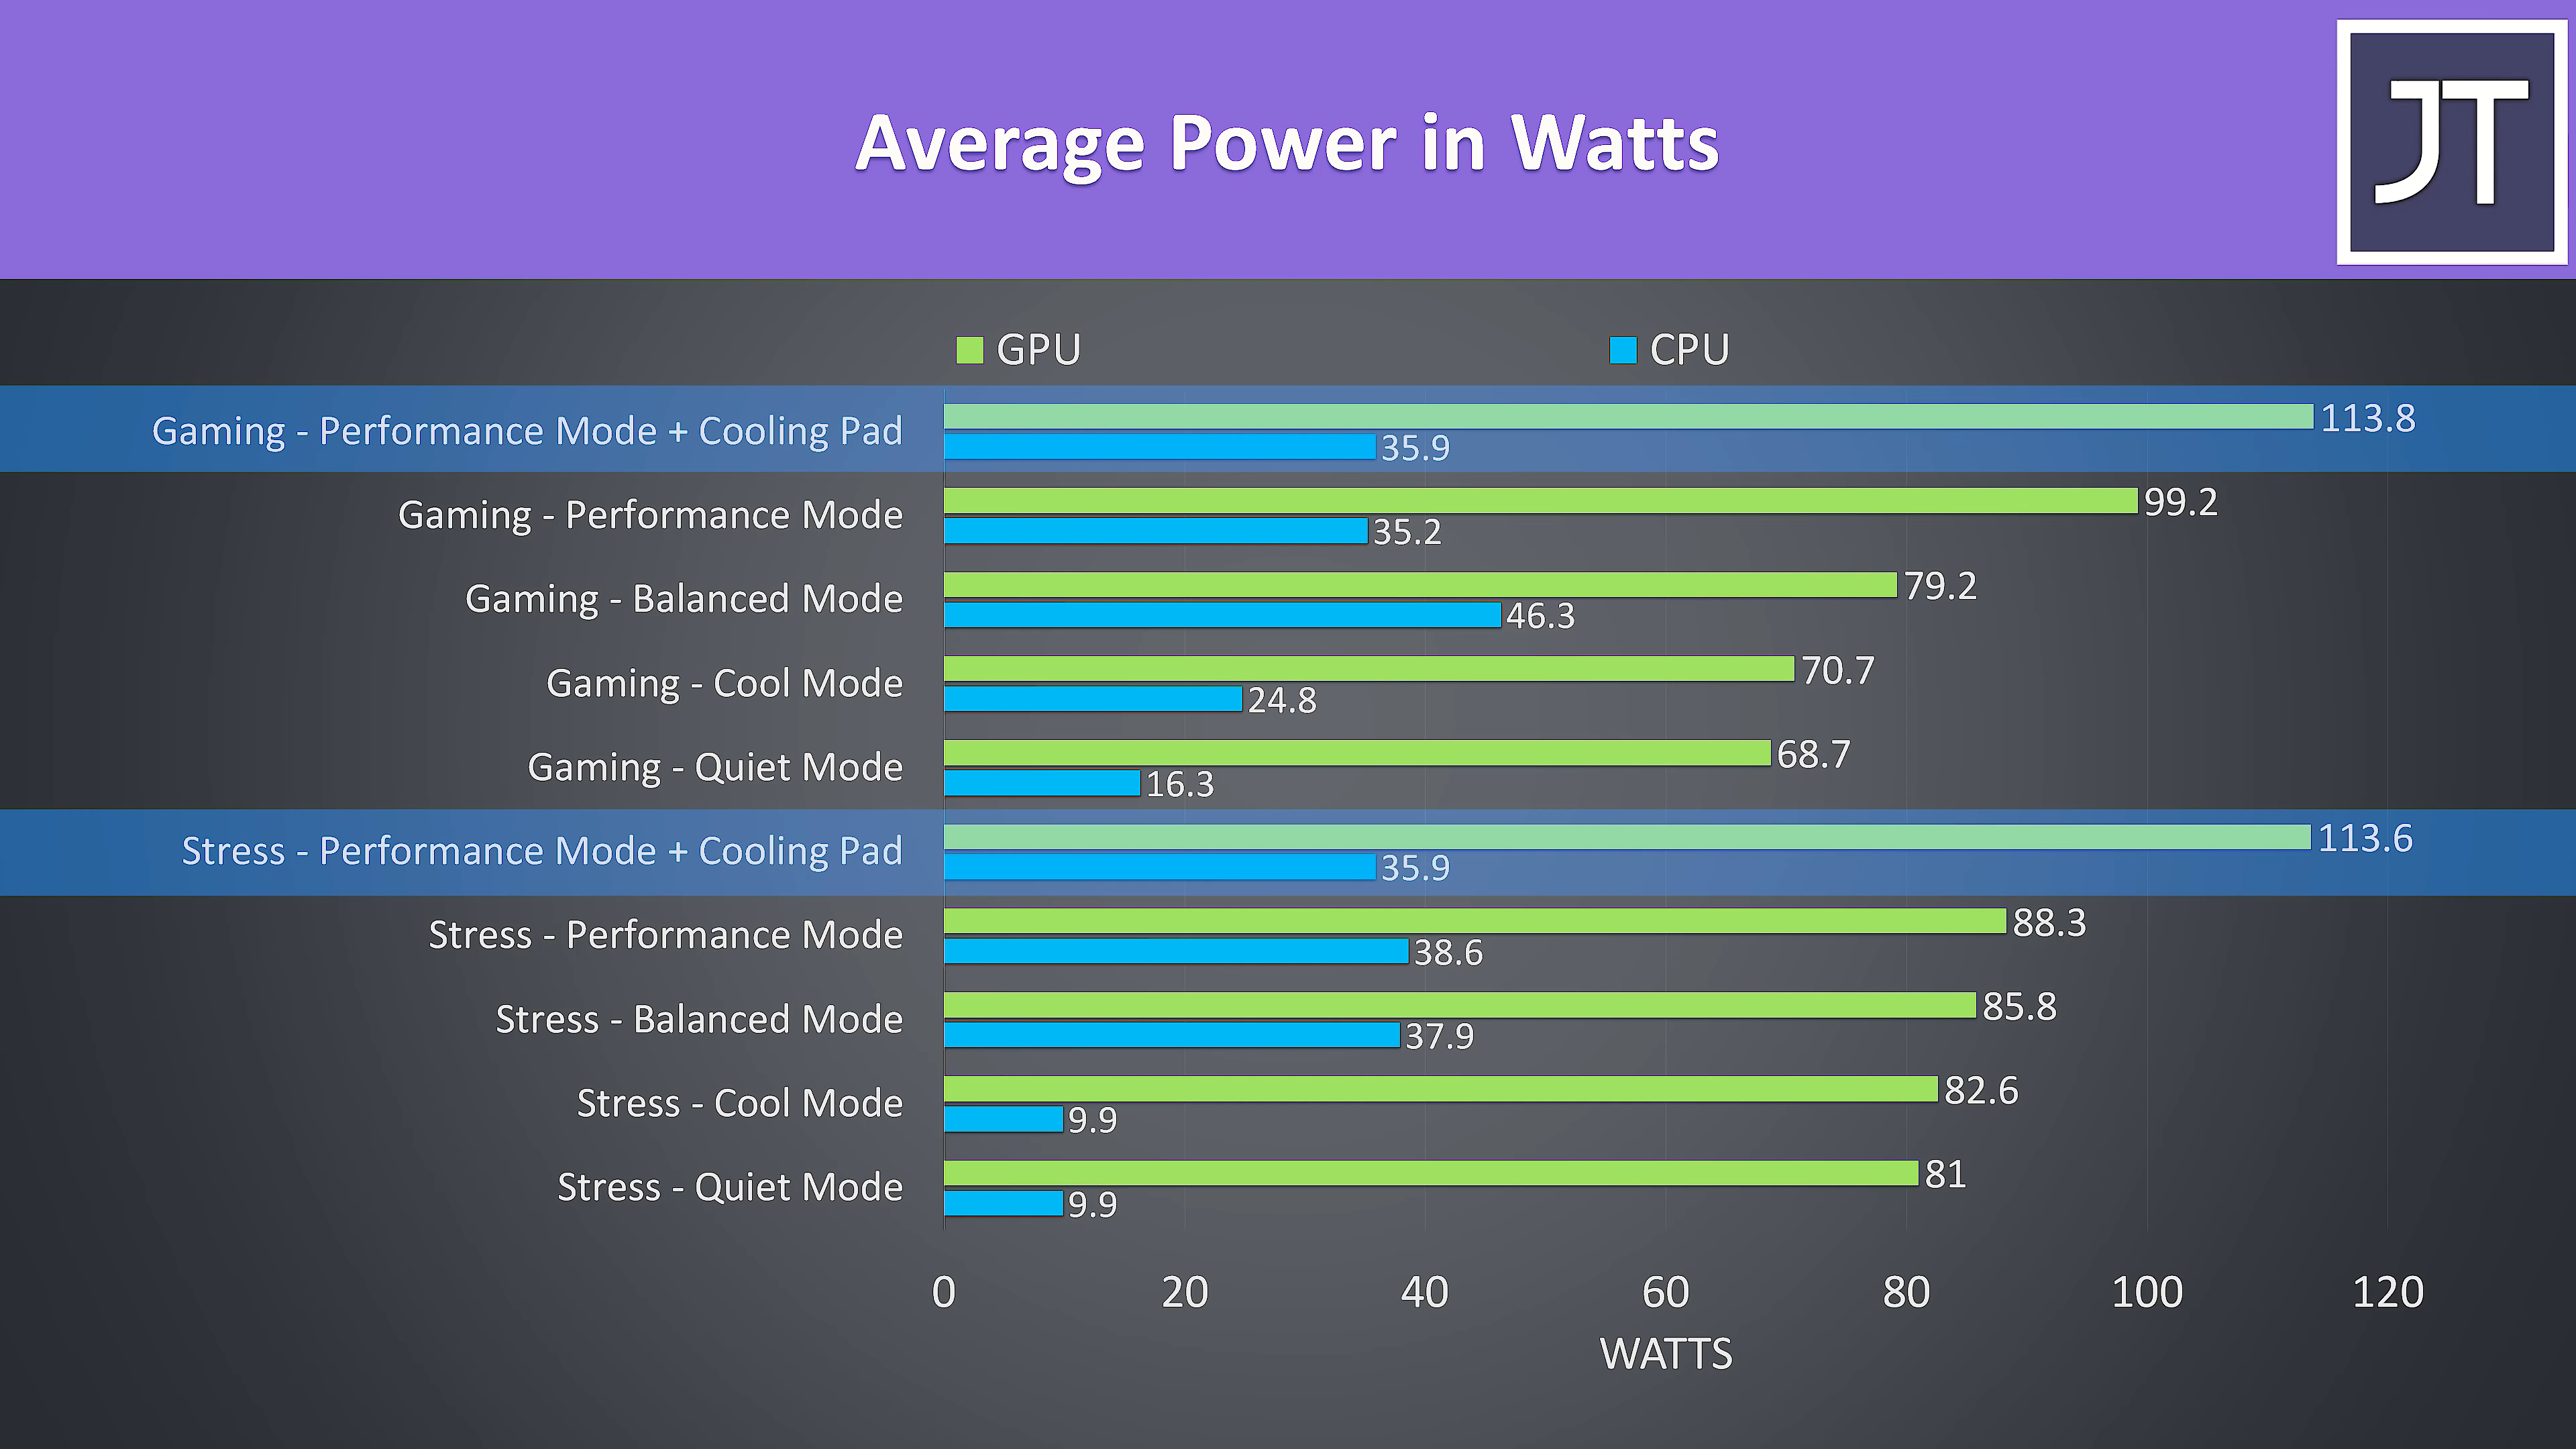 Average Power in Watts
JT
GPU
CPU
Gaming - Performance Mode + Cooling Pad
113.8
35.9
Gaming - Performance Mode
99.2
35.2
Gaming - Balanced Mode
79.2
46.3
Gaming - Cool Mode
70.7
24.8
Gaming - Quiet Mode
68.7
16.3
Stress - Performance Mode + Cooling Pad
113.6
35.9
Stress - Performance Mode
88.3
38.6
Stress - Balanced Mode
85.8
37.9
Stress - Cool Mode
82.6
9.9
Stress - Quiet Mode
81
9.9
0 20 40 60 80 100 120
WATTS